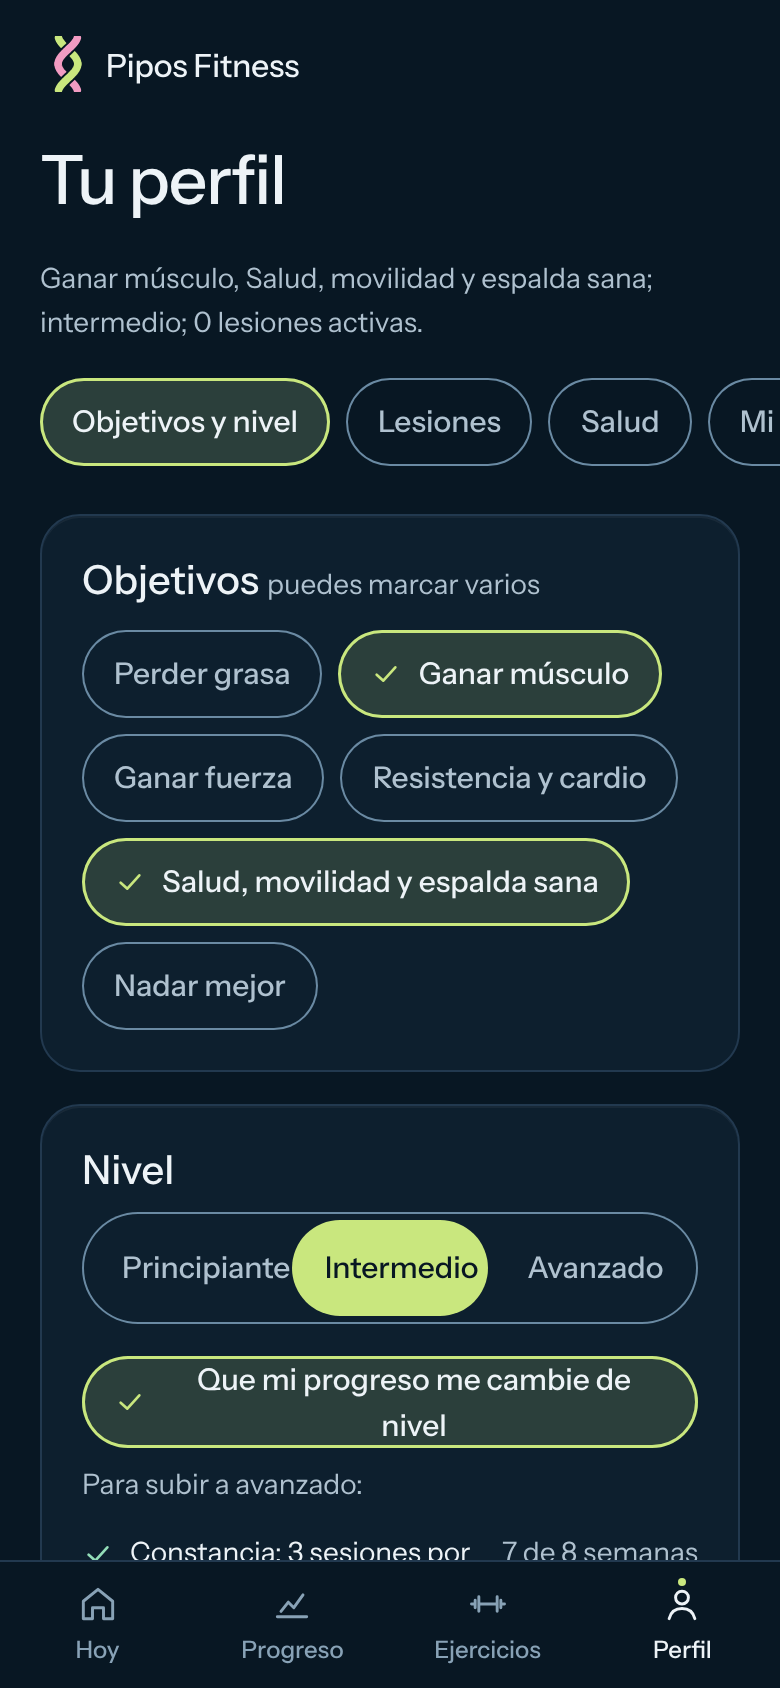 Pipos Fitness
Tu perfil
Ganar músculo, Salud, movilidad y espalda sana;
intermedio; 0 lesiones activas.
Objetivos y nivel
Lesiones
Salud
Mi
Objetivos puedes marcar varios
Perder grasa
Ganar músculo
Ganar fuerza
Resistencia y cardio
Salud, movilidad y espalda sana
Nadar mejor
Nivel
Principiante
Intermedio
Avanzado
Que mi progreso me cambie de
nivel
Para subir a avanzado:
Constancia: 3 sesiones por
7 de 8 semanas
Hoy
Progreso
Ejercicios
Perfil